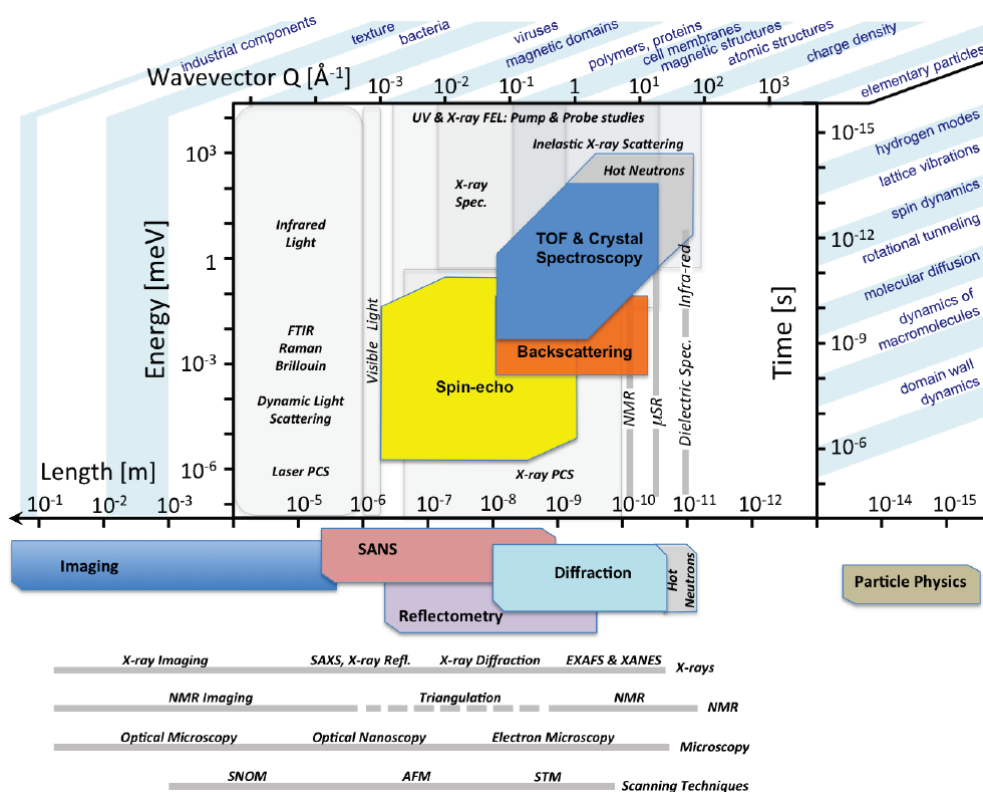 industrial components
texture
bacteria
viruses
magnetic domains
polymers, proteins
cell membranes
magnetic structures
atomic structures
charge density
elementary particles
Wavevector Q [Å⁻¹]
10⁻³ 10⁻² 10⁻¹ 1 10¹ 10² 10³
UV & X-ray FEL: Pump & Probe studies
Inelastic X-ray Scattering
Hot Neutrons
X-ray
Spec.
10³
1
10⁻³
10⁻⁶
Energy [meV]
Infrared
Light
FTIR
Raman
Brillouin
Dynamic Light
Scattering
Laser PCS
Visible Light
TOF & Crystal
Spectroscopy
Backscattering
Spin-echo
X-ray PCS
NMR
µSR
Dielectric Spec.
Infra-red
Time [s]
10⁻¹⁵
10⁻¹²
10⁻⁹
10⁻⁶
hydrogen modes
lattice vibrations
spin dynamics
rotational tunneling
molecular diffusion
dynamics of
macromolecules
domain wall
dynamics
Length [m]
10⁻¹ 10⁻² 10⁻³ 10⁻⁵ 10⁻⁶ 10⁻⁷ 10⁻⁸ 10⁻⁹ 10⁻¹⁰ 10⁻¹¹ 10⁻¹² 10⁻¹⁴ 10⁻¹⁵
Imaging
SANS
Diffraction
Hot
Neutrons
Reflectometry
Particle Physics
X-ray Imaging SAXS, X-ray Refl. X-ray Diffraction EXAFS & XANES X-rays
NMR Imaging Triangulation NMR NMR
Optical Microscopy Optical Nanoscopy Electron Microscopy Microscopy
SNOM AFM STM Scanning Techniques